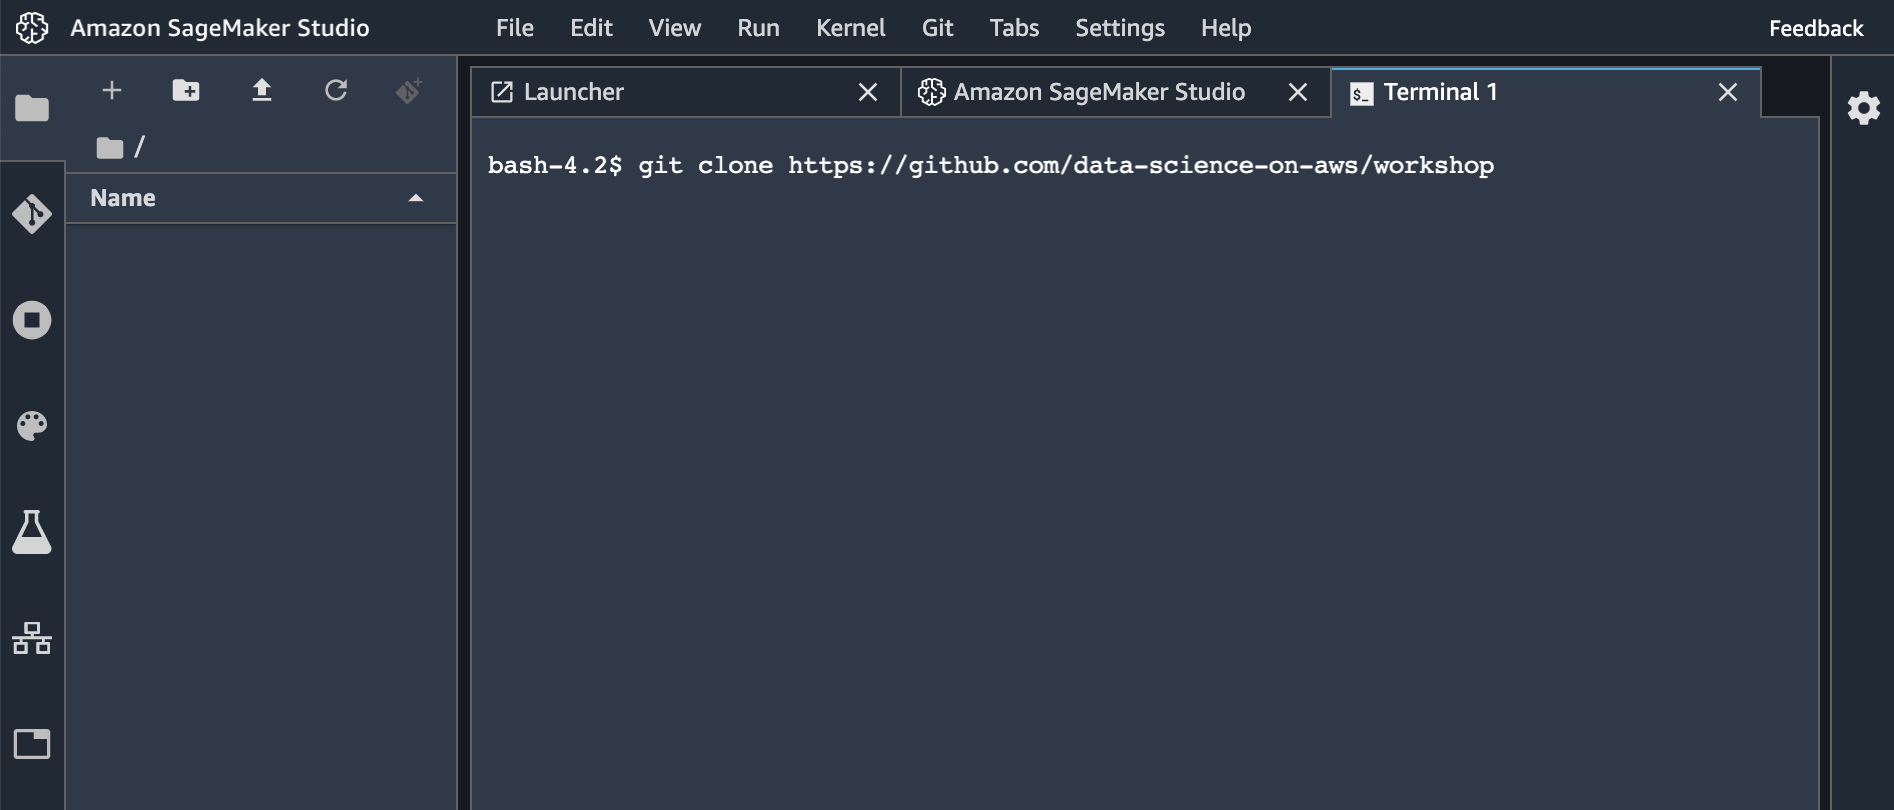 Amazon SageMaker Studio
File Edit View Run Kernel Git Tabs Settings Help
Feedback
Launcher
Amazon SageMaker Studio
$_ Terminal 1
/
Name
bash-4.2$ git clone https://github.com/data-science-on-aws/workshop